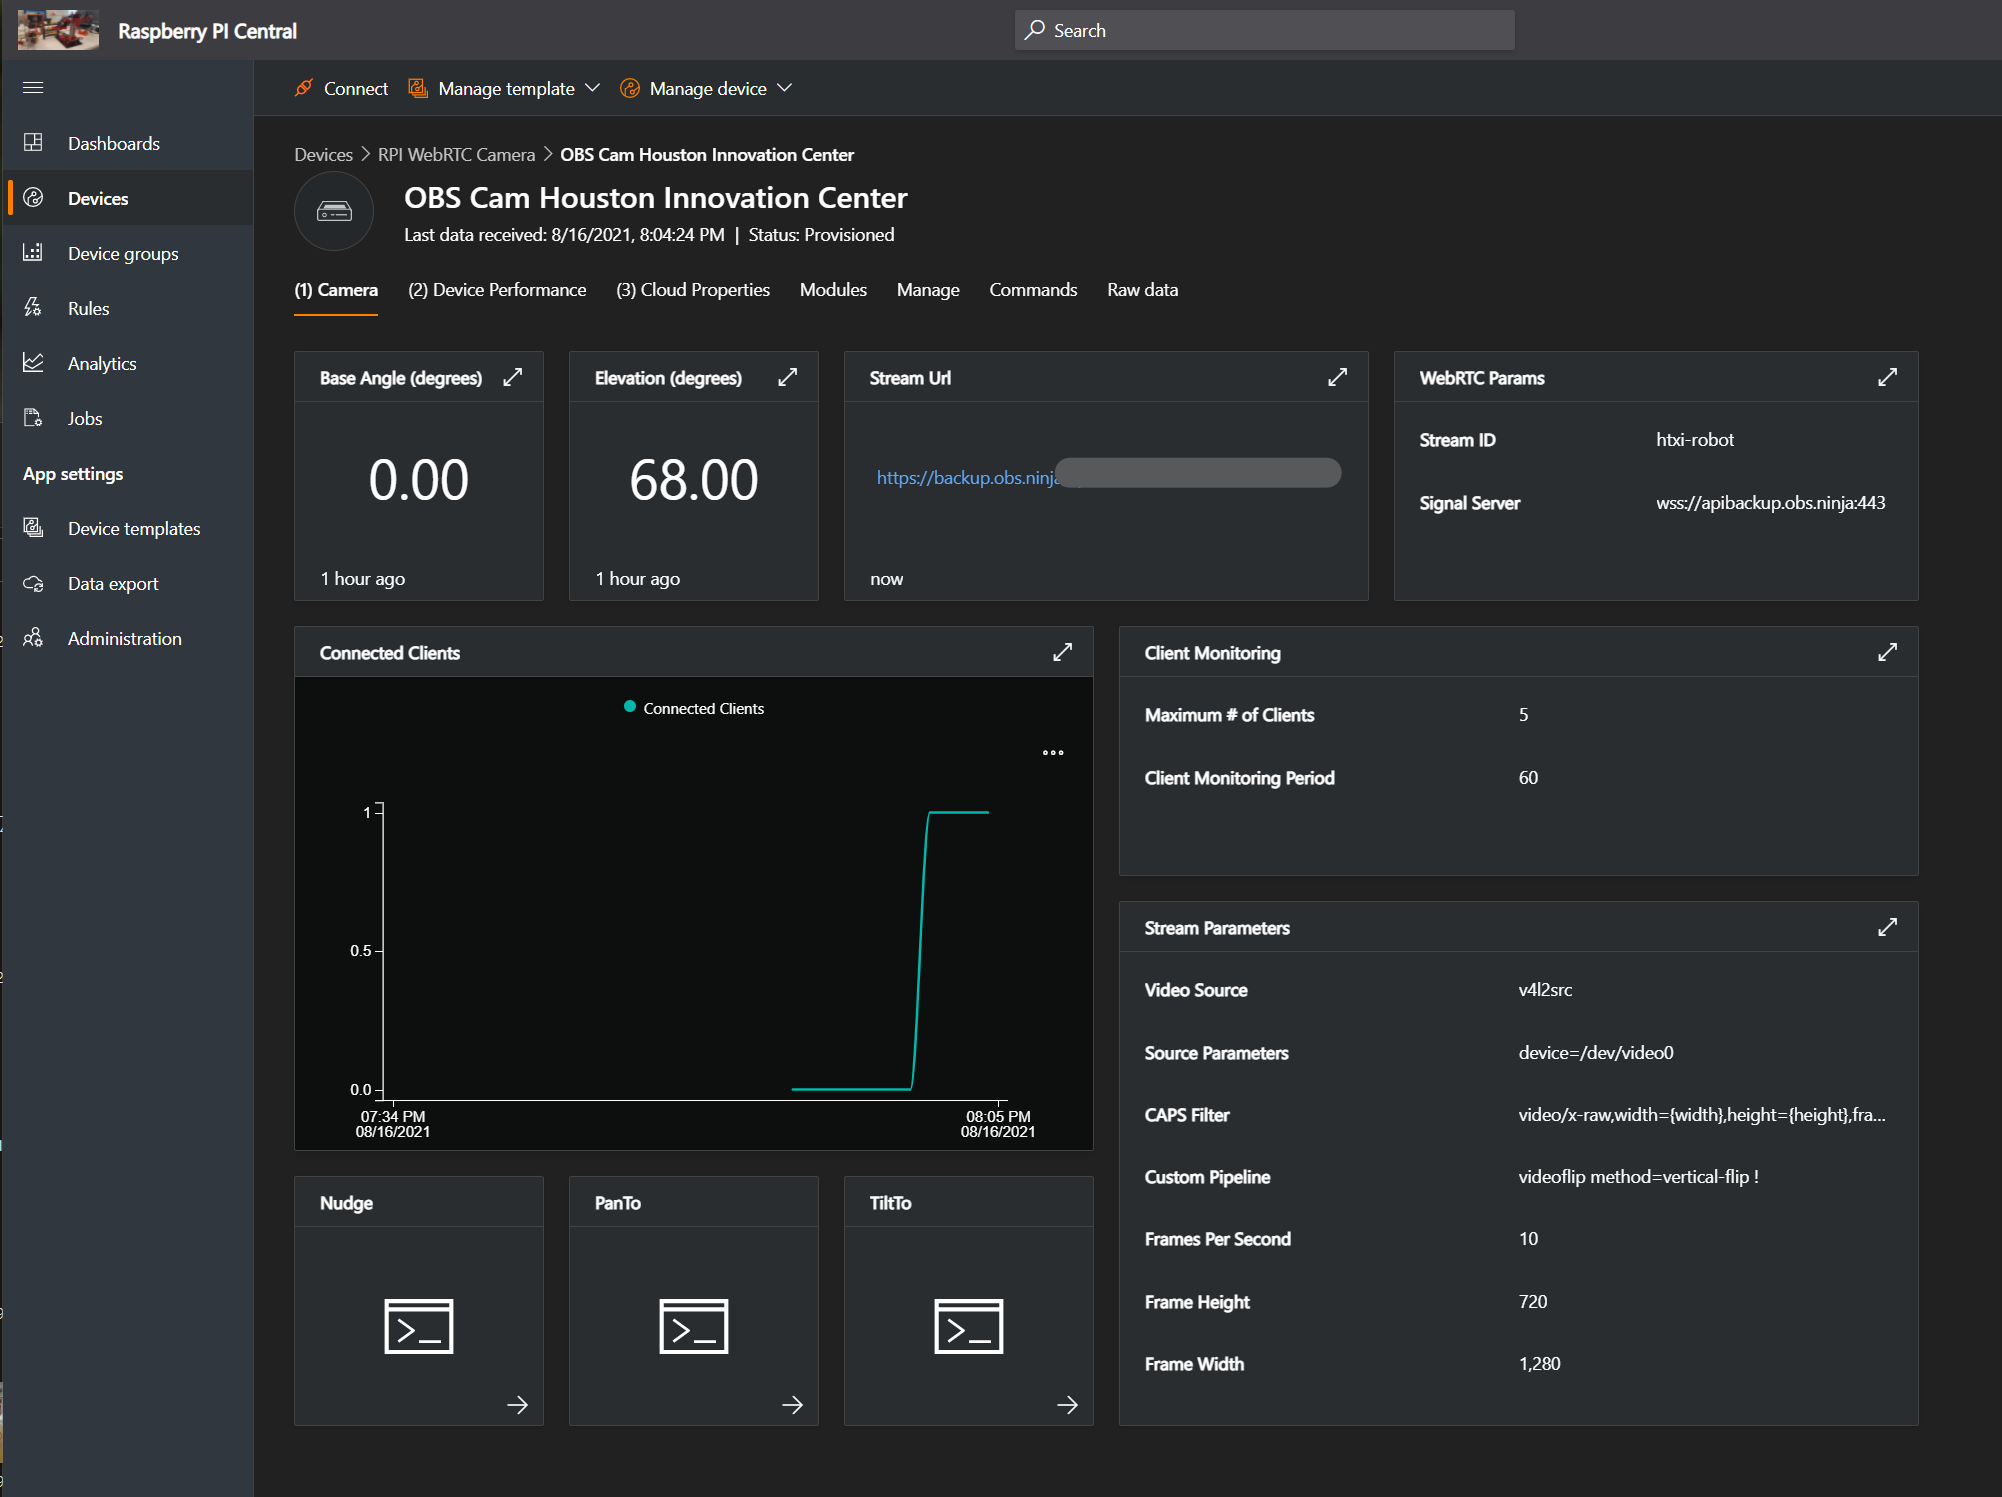 Raspberry PI Central
Search
Connect
Manage template
Manage device
Dashboards
Devices
Device groups
Rules
Analytics
Jobs
App settings
Device templates
Data export
Administration
Devices > RPI WebRTC Camera > OBS Cam Houston Innovation Center
OBS Cam Houston Innovation Center
Last data received: 8/16/2021, 8:04:24 PM | Status: Provisioned
(1) Camera
(2) Device Performance
(3) Cloud Properties
Modules
Manage
Commands
Raw data
Base Angle (degrees)
0.00
1 hour ago
Elevation (degrees)
68.00
1 hour ago
Stream Url
https://backup.obs.ninja
now
WebRTC Params
Stream ID
htxi-robot
Signal Server
wss://apibackup.obs.ninja:443
Connected Clients
Connected Clients
1
0.5
0.0
07:34 PM
08/16/2021
08:05 PM
08/16/2021
Client Monitoring
Maximum # of Clients
5
Client Monitoring Period
60
Stream Parameters
Video Source
v4l2src
Source Parameters
device=/dev/video0
CAPS Filter
video/x-raw,width={width},height={height},fra...
Custom Pipeline
videoflip method=vertical-flip !
Frames Per Second
10
Frame Height
720
Frame Width
1,280
Nudge
PanTo
TiltTo